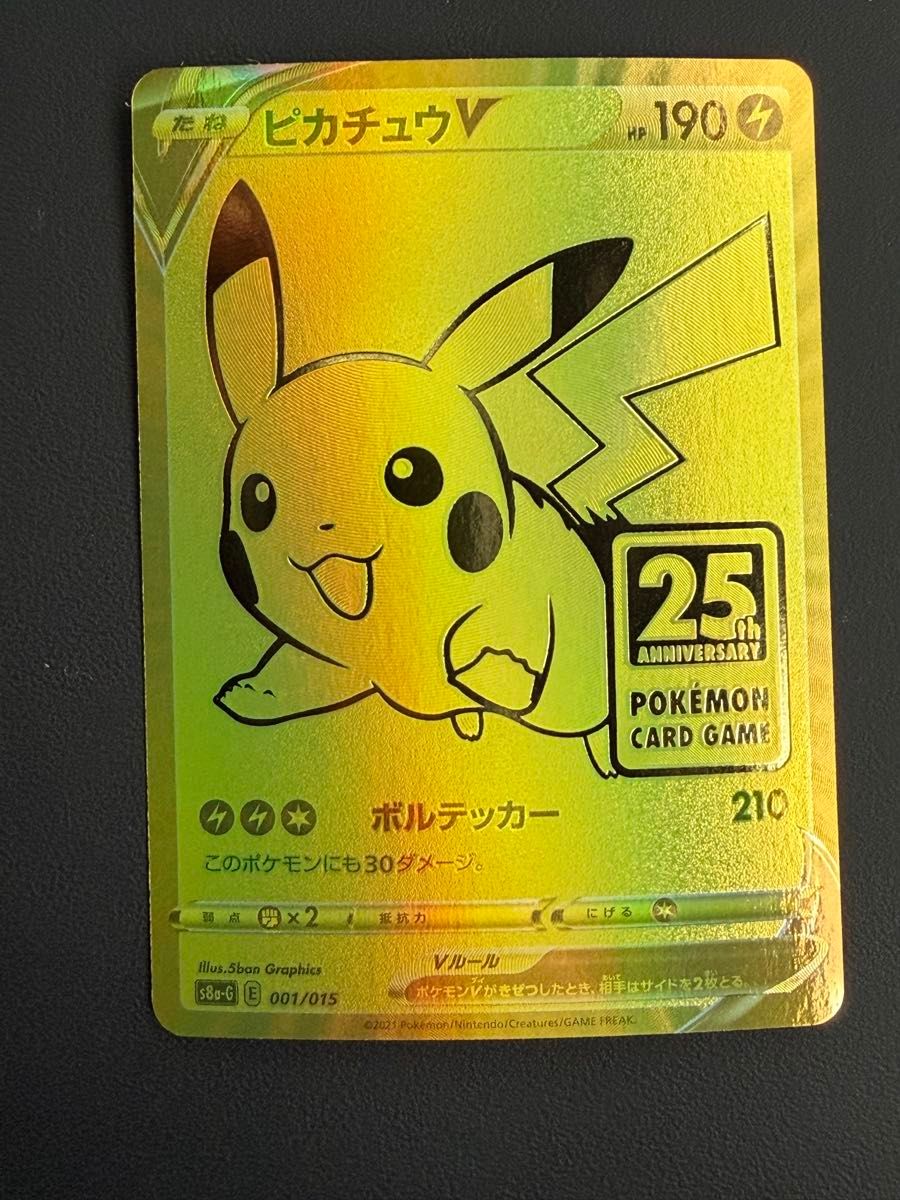 たね ピカチュウV HP 190
25th
ANNIVERSARY
POKÉMON
CARD GAME
ボルテッカー 210
このポケモンにも30ダメージ。
弱点 ×2 抵抗力 にげる
Vルール
ポケモンVがきぜつしたとき、相手はサイドを2枚とる。
Illus.5ban Graphics
s8a-G E 001/015
©2021 Pokémon/Nintendo/Creatures/GAME FREAK.